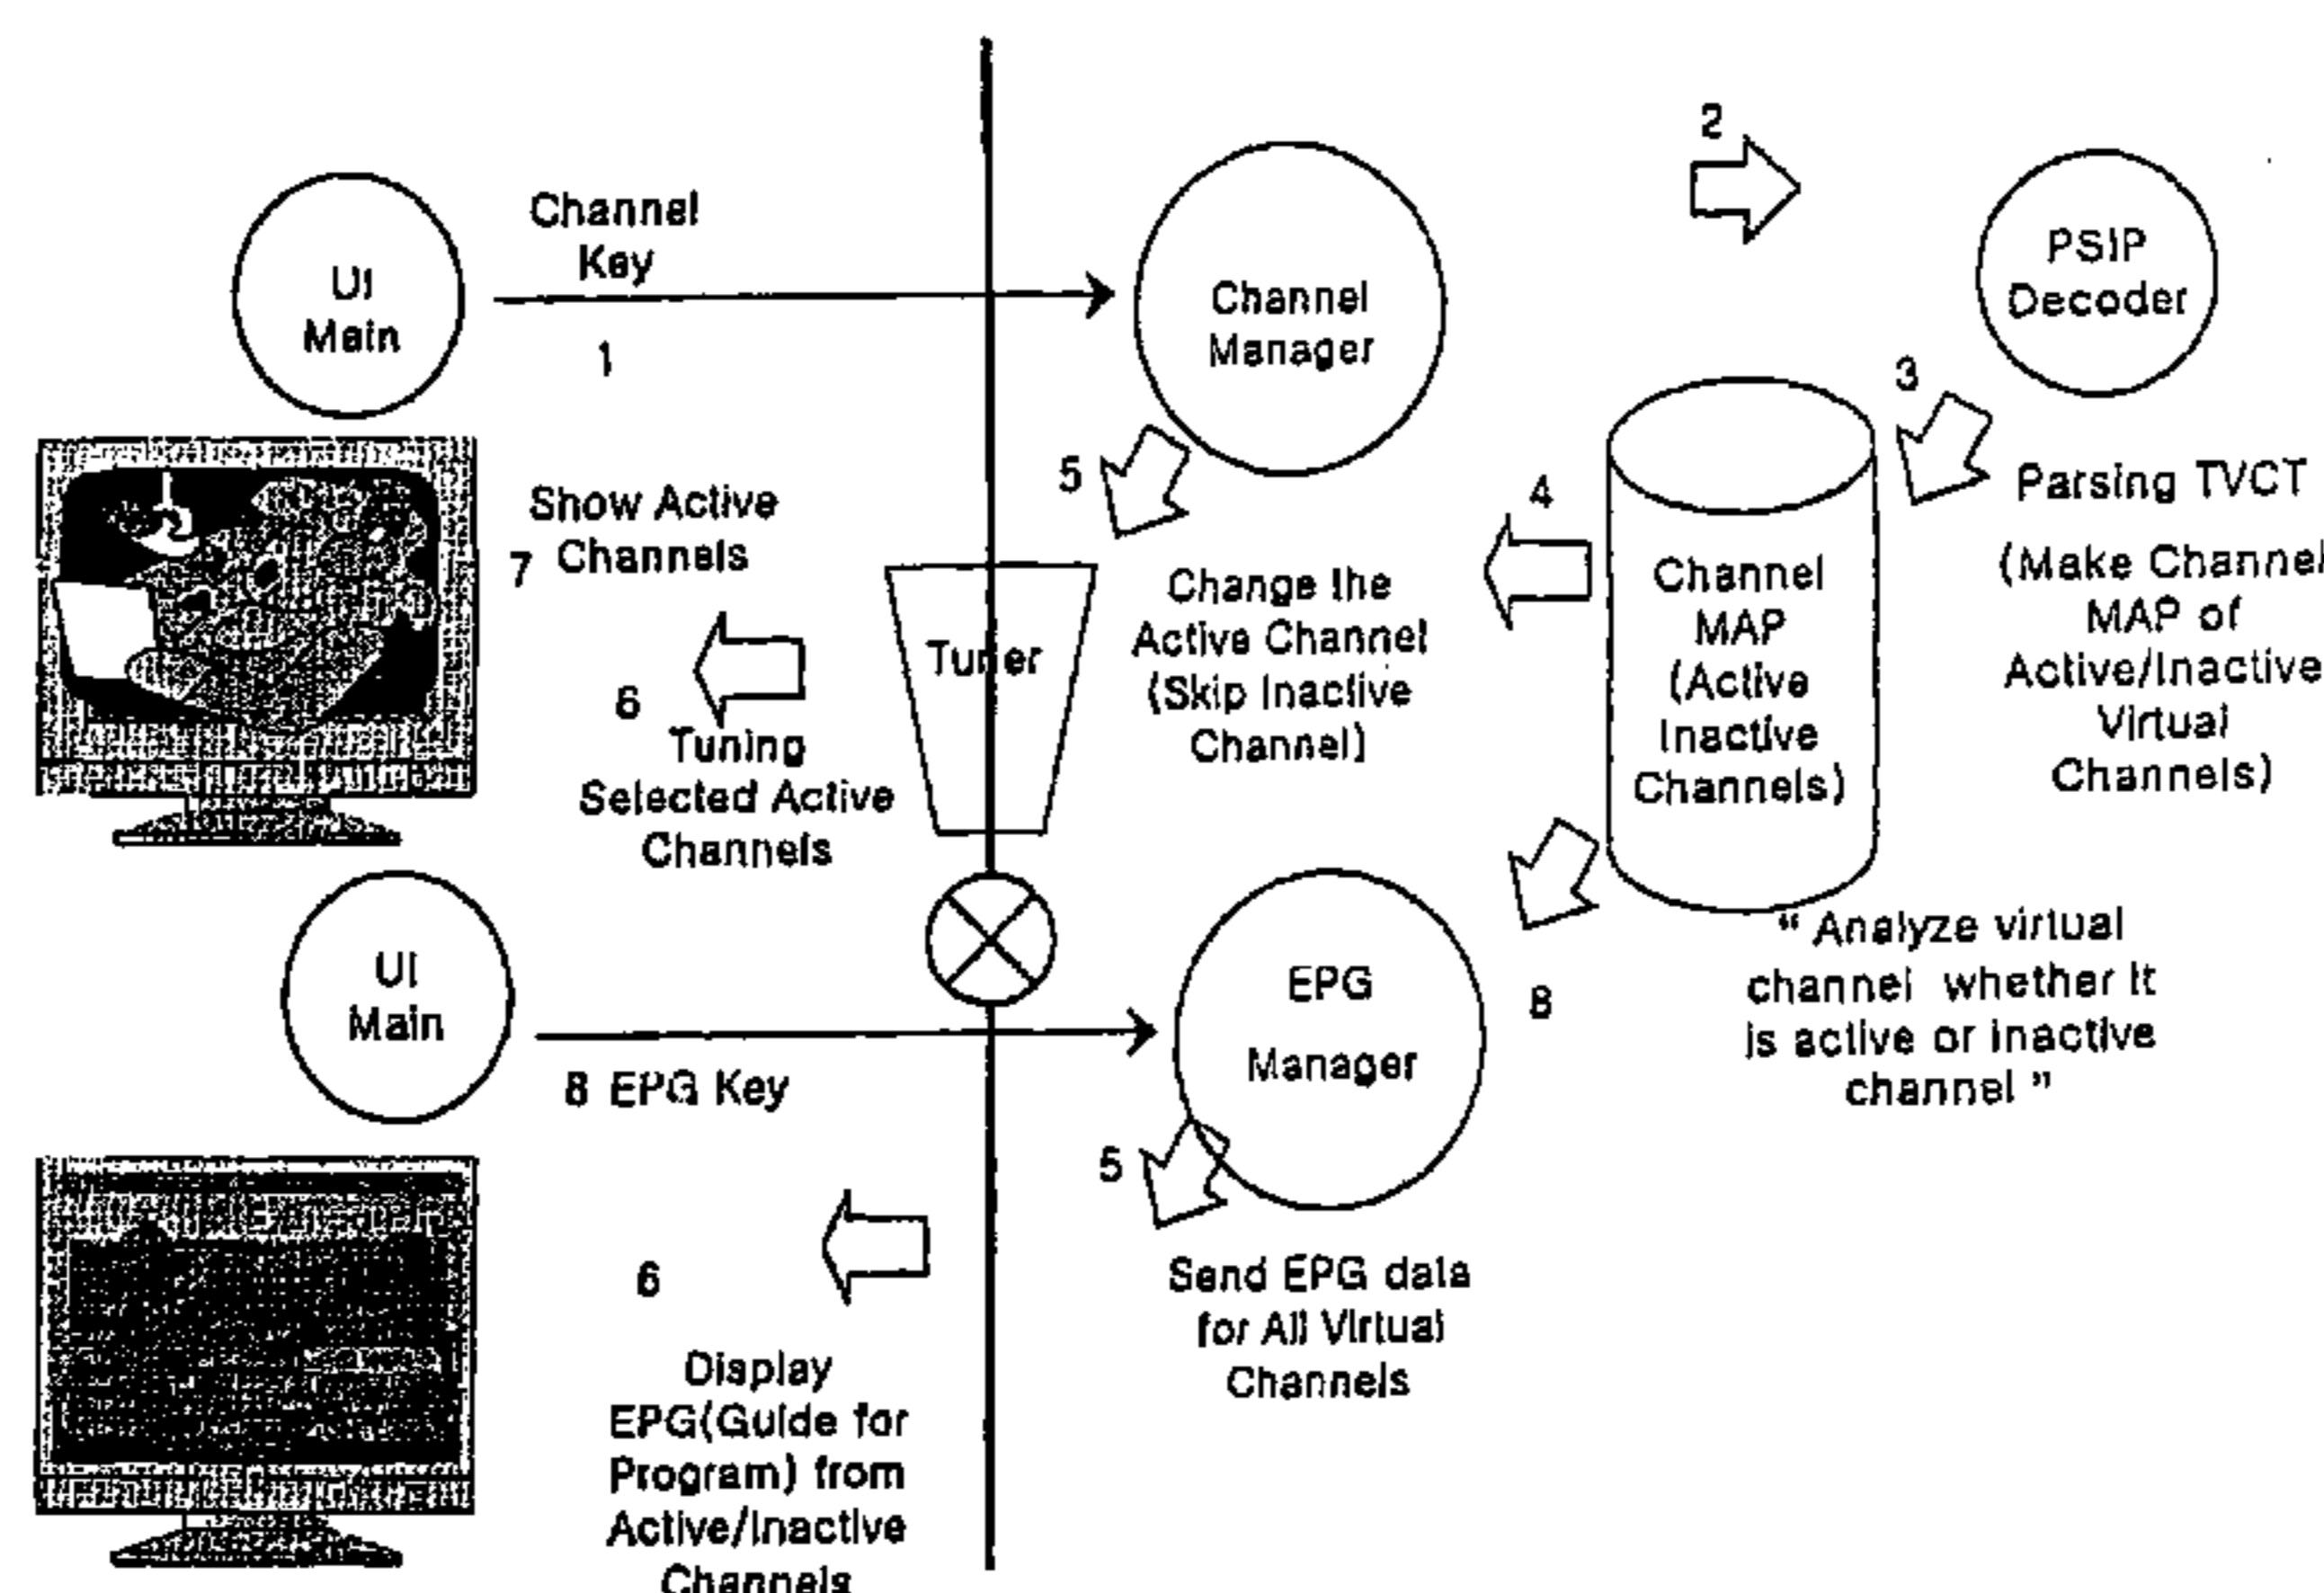 UI
Main
Channel
Key
1
Channel
Manager
2
PSIP
Decoder
3
Parsing TVCT
(Make Channel
MAP of
Active/Inactive
Virtual
Channels)
4
Channel
MAP
(Active
Inactive
Channels)
5
Change the
Active Channel
(Skip Inactive
Channel)
Tuner
6
Tuning
Selected Active
Channels
7
Show Active
Channels
UI
Main
8 EPG Key
EPG
Manager
8
“ Analyze virtual
channel whether it
is active or inactive
channel ”
5
Send EPG data
for All Virtual
Channels
6
Display
EPG(Guide for
Program) from
Active/Inactive
Channels